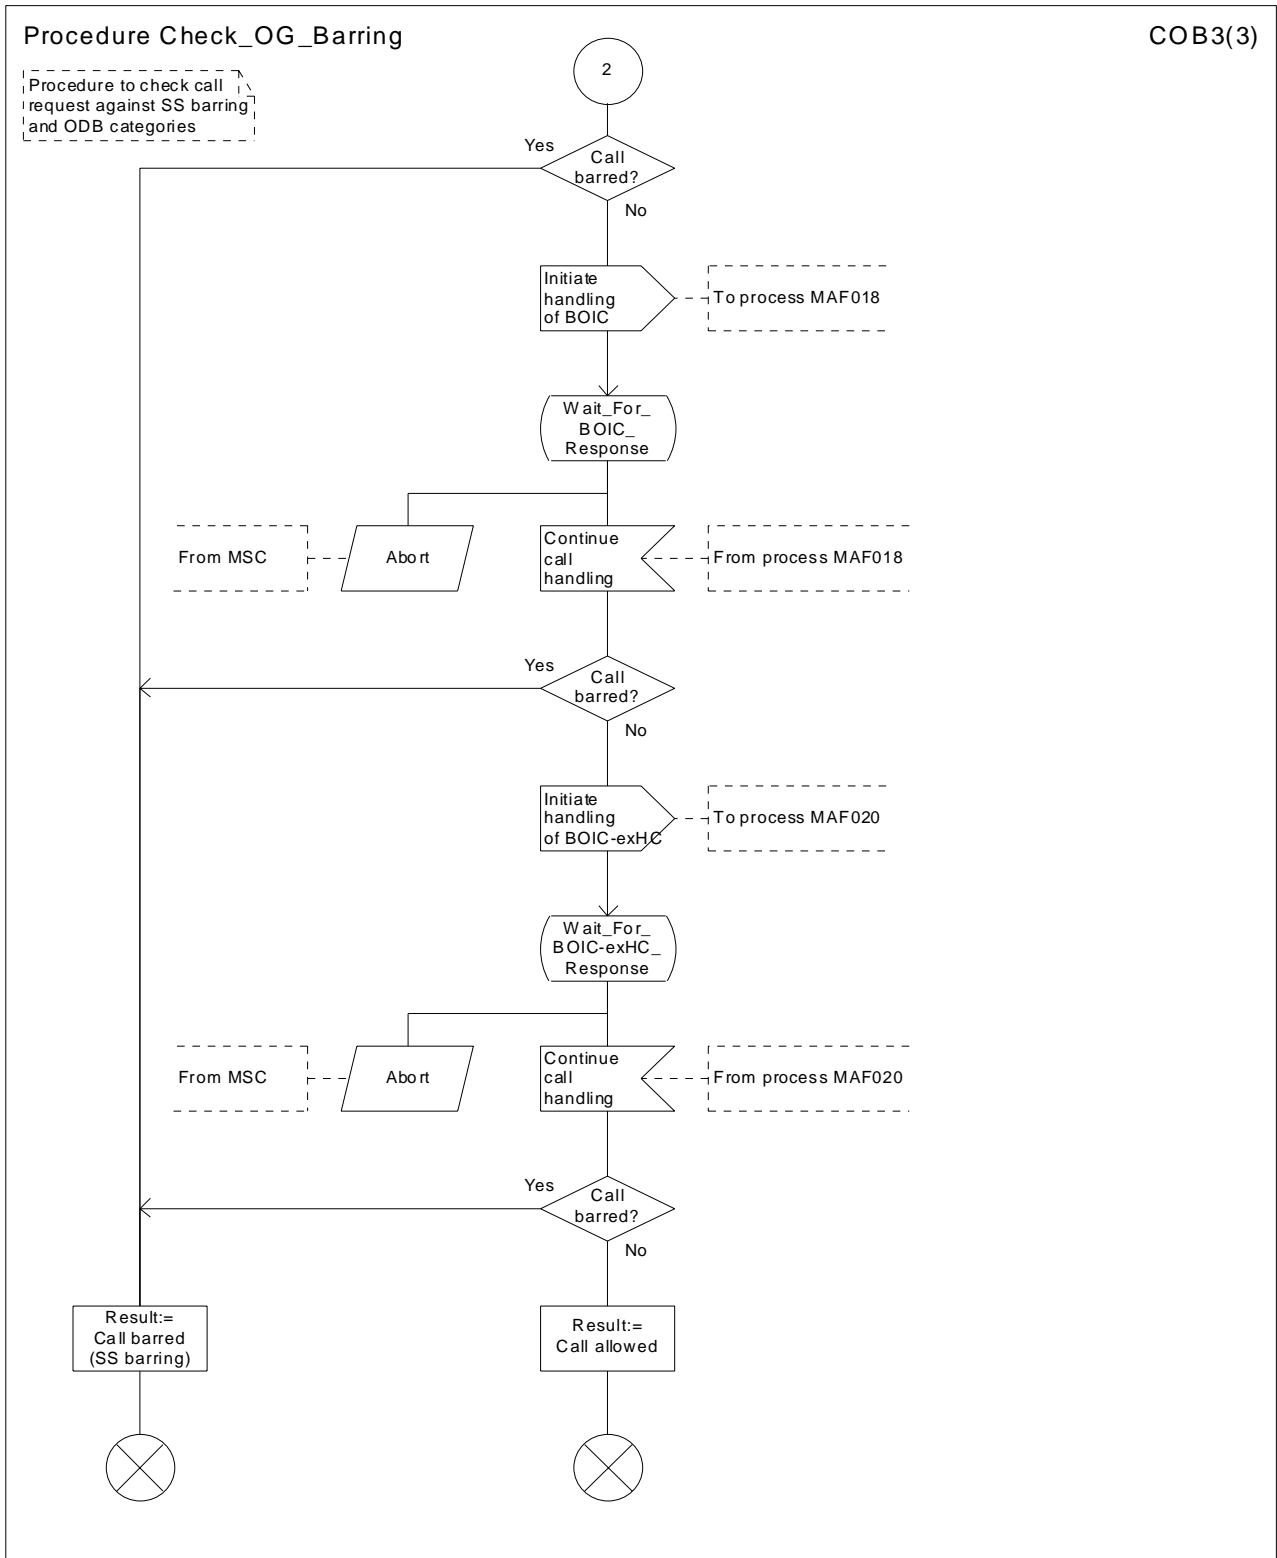 Procedure Check_OG_Barring
COB3(3)
Procedure to check call
request against SS barring
and ODB categories
2
Yes
Call
barred?
No
Initiate
handling
of BOIC
To process MAF018
Wait_For_
BOIC_
Response
From MSC
Abort
Continue
call
handling
From process MAF018
Yes
Call
barred?
No
Initiate
handling
of BOIC-exHC
To process MAF020
Wait_For_
BOIC-exHC_
Response
From MSC
Abort
Continue
call
handling
From process MAF020
Yes
Call
barred?
No
Result:=
Call barred
(SS barring)
Result:=
Call allowed